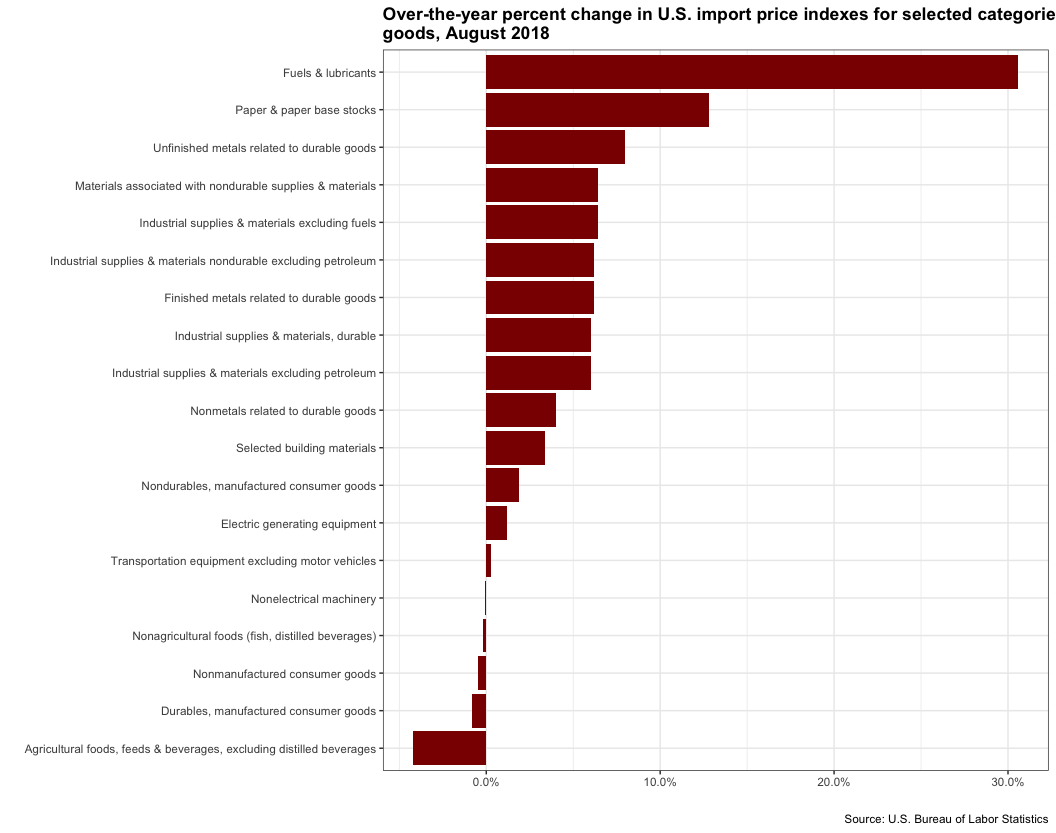 Over-the-year percent change in U.S. import price indexes for selected categorie
goods, August 2018
Fuels & lubricants
Paper & paper base stocks
Unfinished metals related to durable goods
Materials associated with nondurable supplies & materials
Industrial supplies & materials excluding fuels
Industrial supplies & materials nondurable excluding petroleum
Finished metals related to durable goods
Industrial supplies & materials, durable
Industrial supplies & materials excluding petroleum
Nonmetals related to durable goods
Selected building materials
Nondurables, manufactured consumer goods
Electric generating equipment
Transportation equipment excluding motor vehicles
Nonelectrical machinery
Nonagricultural foods (fish, distilled beverages)
Nonmanufactured consumer goods
Durables, manufactured consumer goods
Agricultural foods, feeds & beverages, excluding distilled beverages
0.0% 10.0% 20.0% 30.0%
Source: U.S. Bureau of Labor Statistics